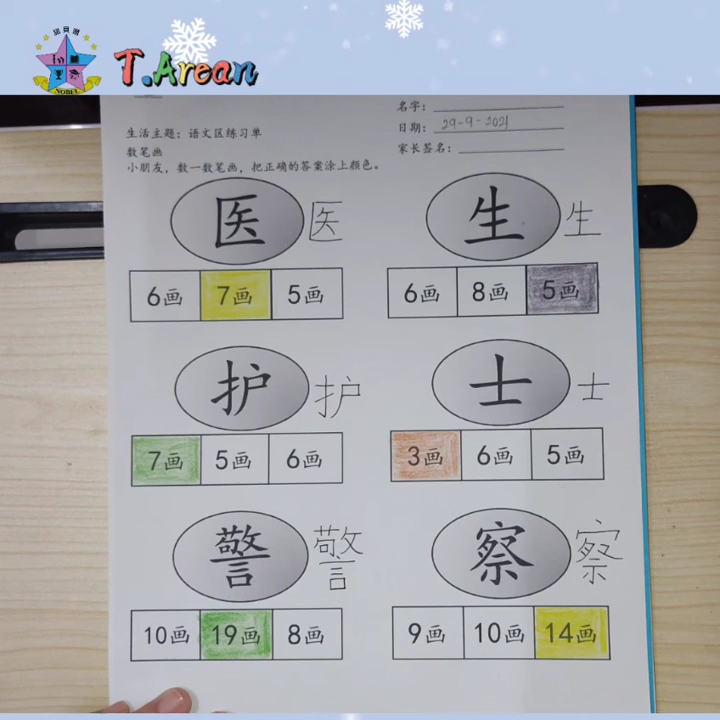 诺贝尔
NOBEL
T.Arean
名字：
日期： 29-9-2021
家长签名：
生活主题：语文区练习单
数笔画
小朋友，数一数笔画，把正确的答案涂上颜色。
医 医 生 生
6画 7画 5画 6画 8画 5画
护 护 士 士
7画 5画 6画 3画 6画 5画
警 警 察 察
10画 19画 8画 9画 10画 14画